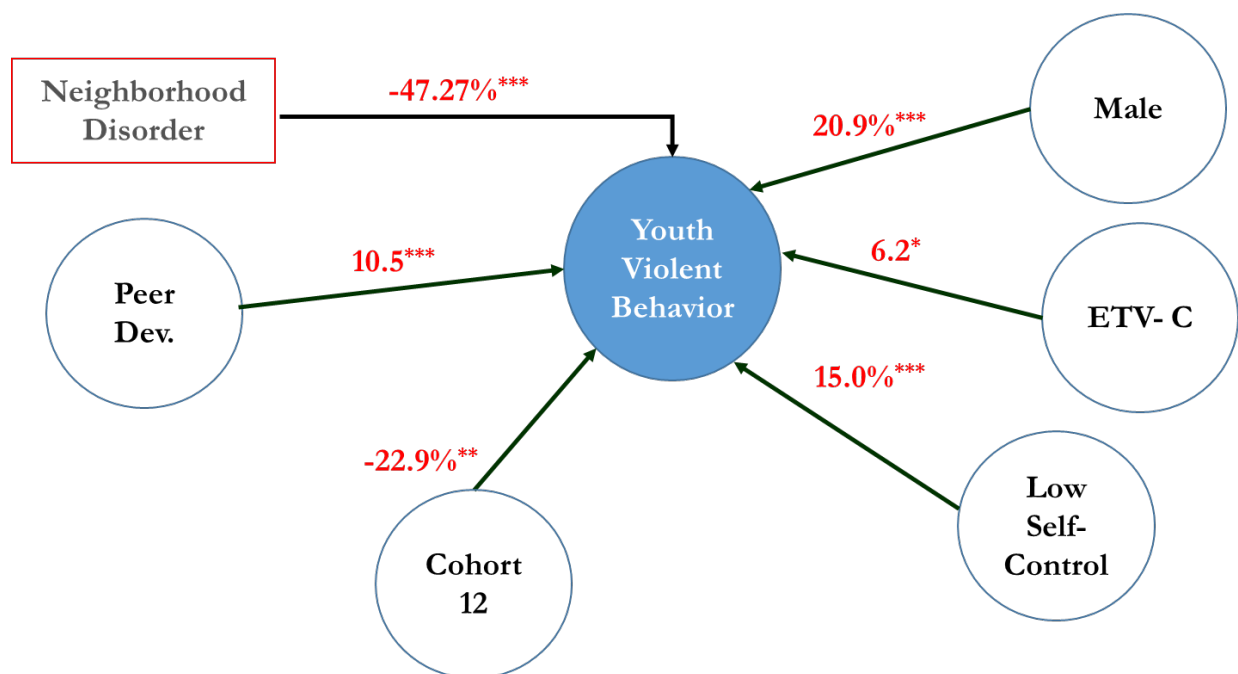 Neighborhood
Disorder
-47.27%***
Male
20.9%***
Youth
Violent
Behavior
6.2*
ETV- C
Peer
Dev.
10.5***
15.0%***
-22.9%**
Low
Self-
Control
Cohort
12